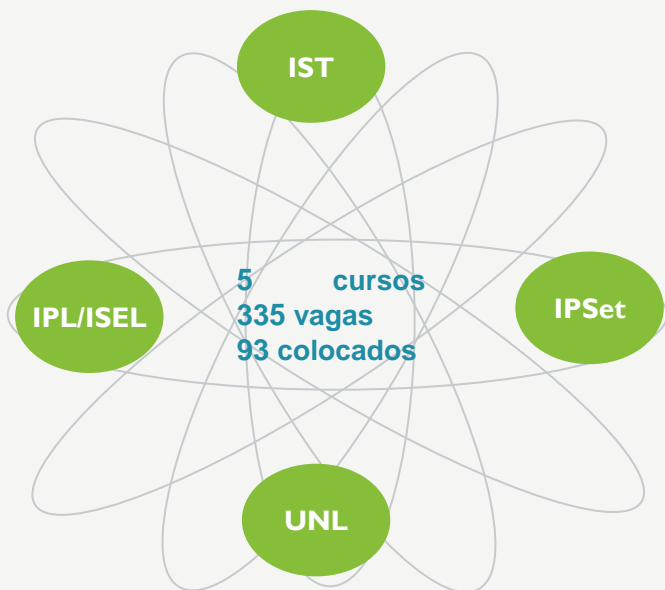 IST
IPL/ISEL
5 cursos
335 vagas
93 colocados
IPSet
UNL